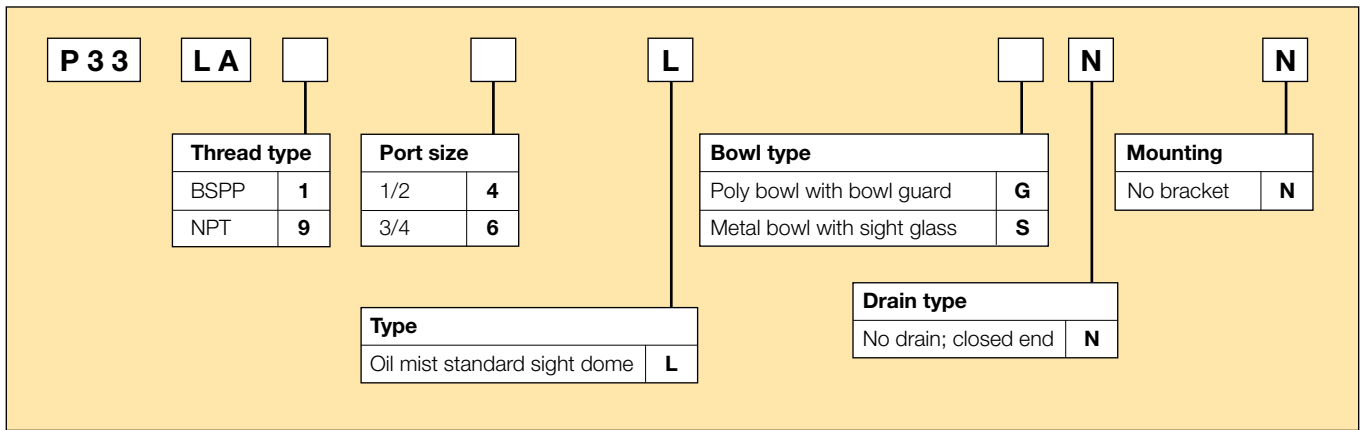 P 3 3 L A L N N
Thread type
BSPP 1
NPT 9
Port size
1/2 4
3/4 6
Bowl type
Poly bowl with bowl guard G
Metal bowl with sight glass S
Mounting
No bracket N
Type
Oil mist standard sight dome L
Drain type
No drain; closed end N